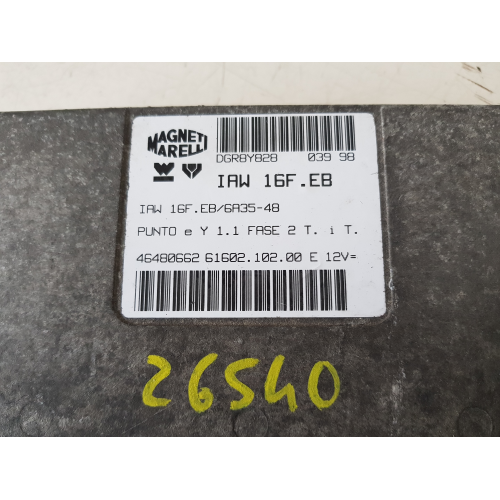 MAGNETI
MARELLI
DGR8Y828 039 98
IAW 16F.EB
IAW 16F.EB/6A35-48
PUNTO e Y 1.1 FASE 2 T. i T.
46480662 61602.102.00 E 12V=
26540